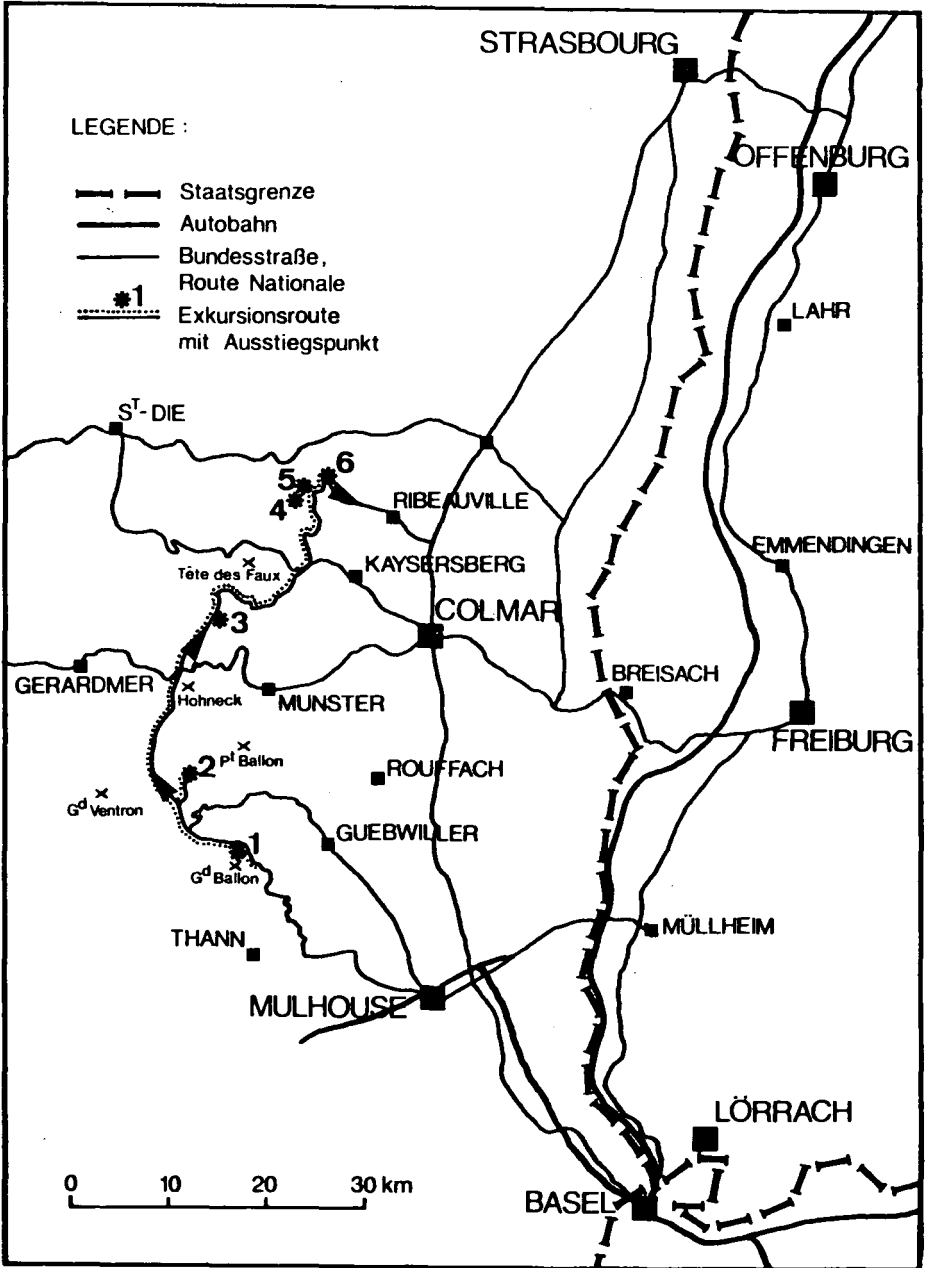 STRASBOURG
LEGENDE :
OFFENBURG
Staatsgrenze
Autobahn
Bundesstraße,
Route Nationale
1
Exkursionsroute
mit Ausstiegspunkt
LAHR
Sᵀ-DIE
6
5
4
RIBEAUVILLE
EMMENDINGEN
KAYSERSBERG
Tête des Faux
COLMAR
3
GERARDMER
Hohneck
MUNSTER
BREISACH
FREIBURG
2
Pᵗ Ballon
ROUFFACH
Gᵈ Ventron
GUEBWILLER
1
Gᵈ Ballon
THANN
MÜLLHEIM
MULHOUSE
LÖRRACH
0 10 20 30 km
BASEL